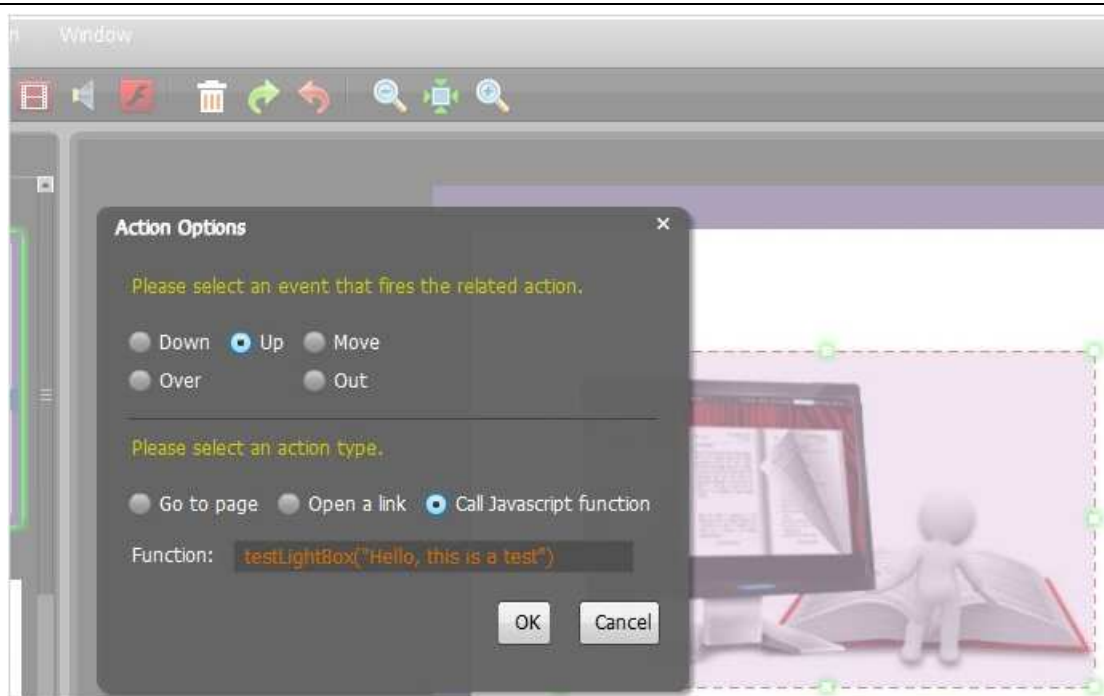 Window
Action Options
Please select an event that fires the related action.
Down Up Move
Over Out
Please select an action type.
Go to page Open a link Call Javascript function
Function: testLightBox("Hello, this is a test")
OK Cancel